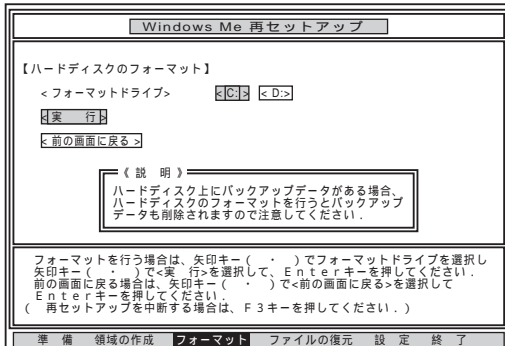 Windows Me 再セットアップ
【ハードディスクのフォーマット】
<フォーマットドライブ> <C:> <D:>
<実 行>
<前の画面に戻る>
《説 明》
ハードディスク上にバックアップデータがある場合、
ハードディスクのフォーマットを行うとバックアップ
データも削除されますので注意してください.
フォーマットを行う場合は、矢印キー( ・ )でフォーマットドライブを選択し
矢印キー( ・ )で<実 行>を選択して、Enterキーを押してください.
前の画面に戻る場合は、矢印キー( ・ )で<前の画面に戻る>を選択して
Enterキーを押してください.
( 再セットアップを中断する場合は、F3キーを押してください.)
準 備 領域の作成 フォーマット ファイルの復元 設 定 終 了